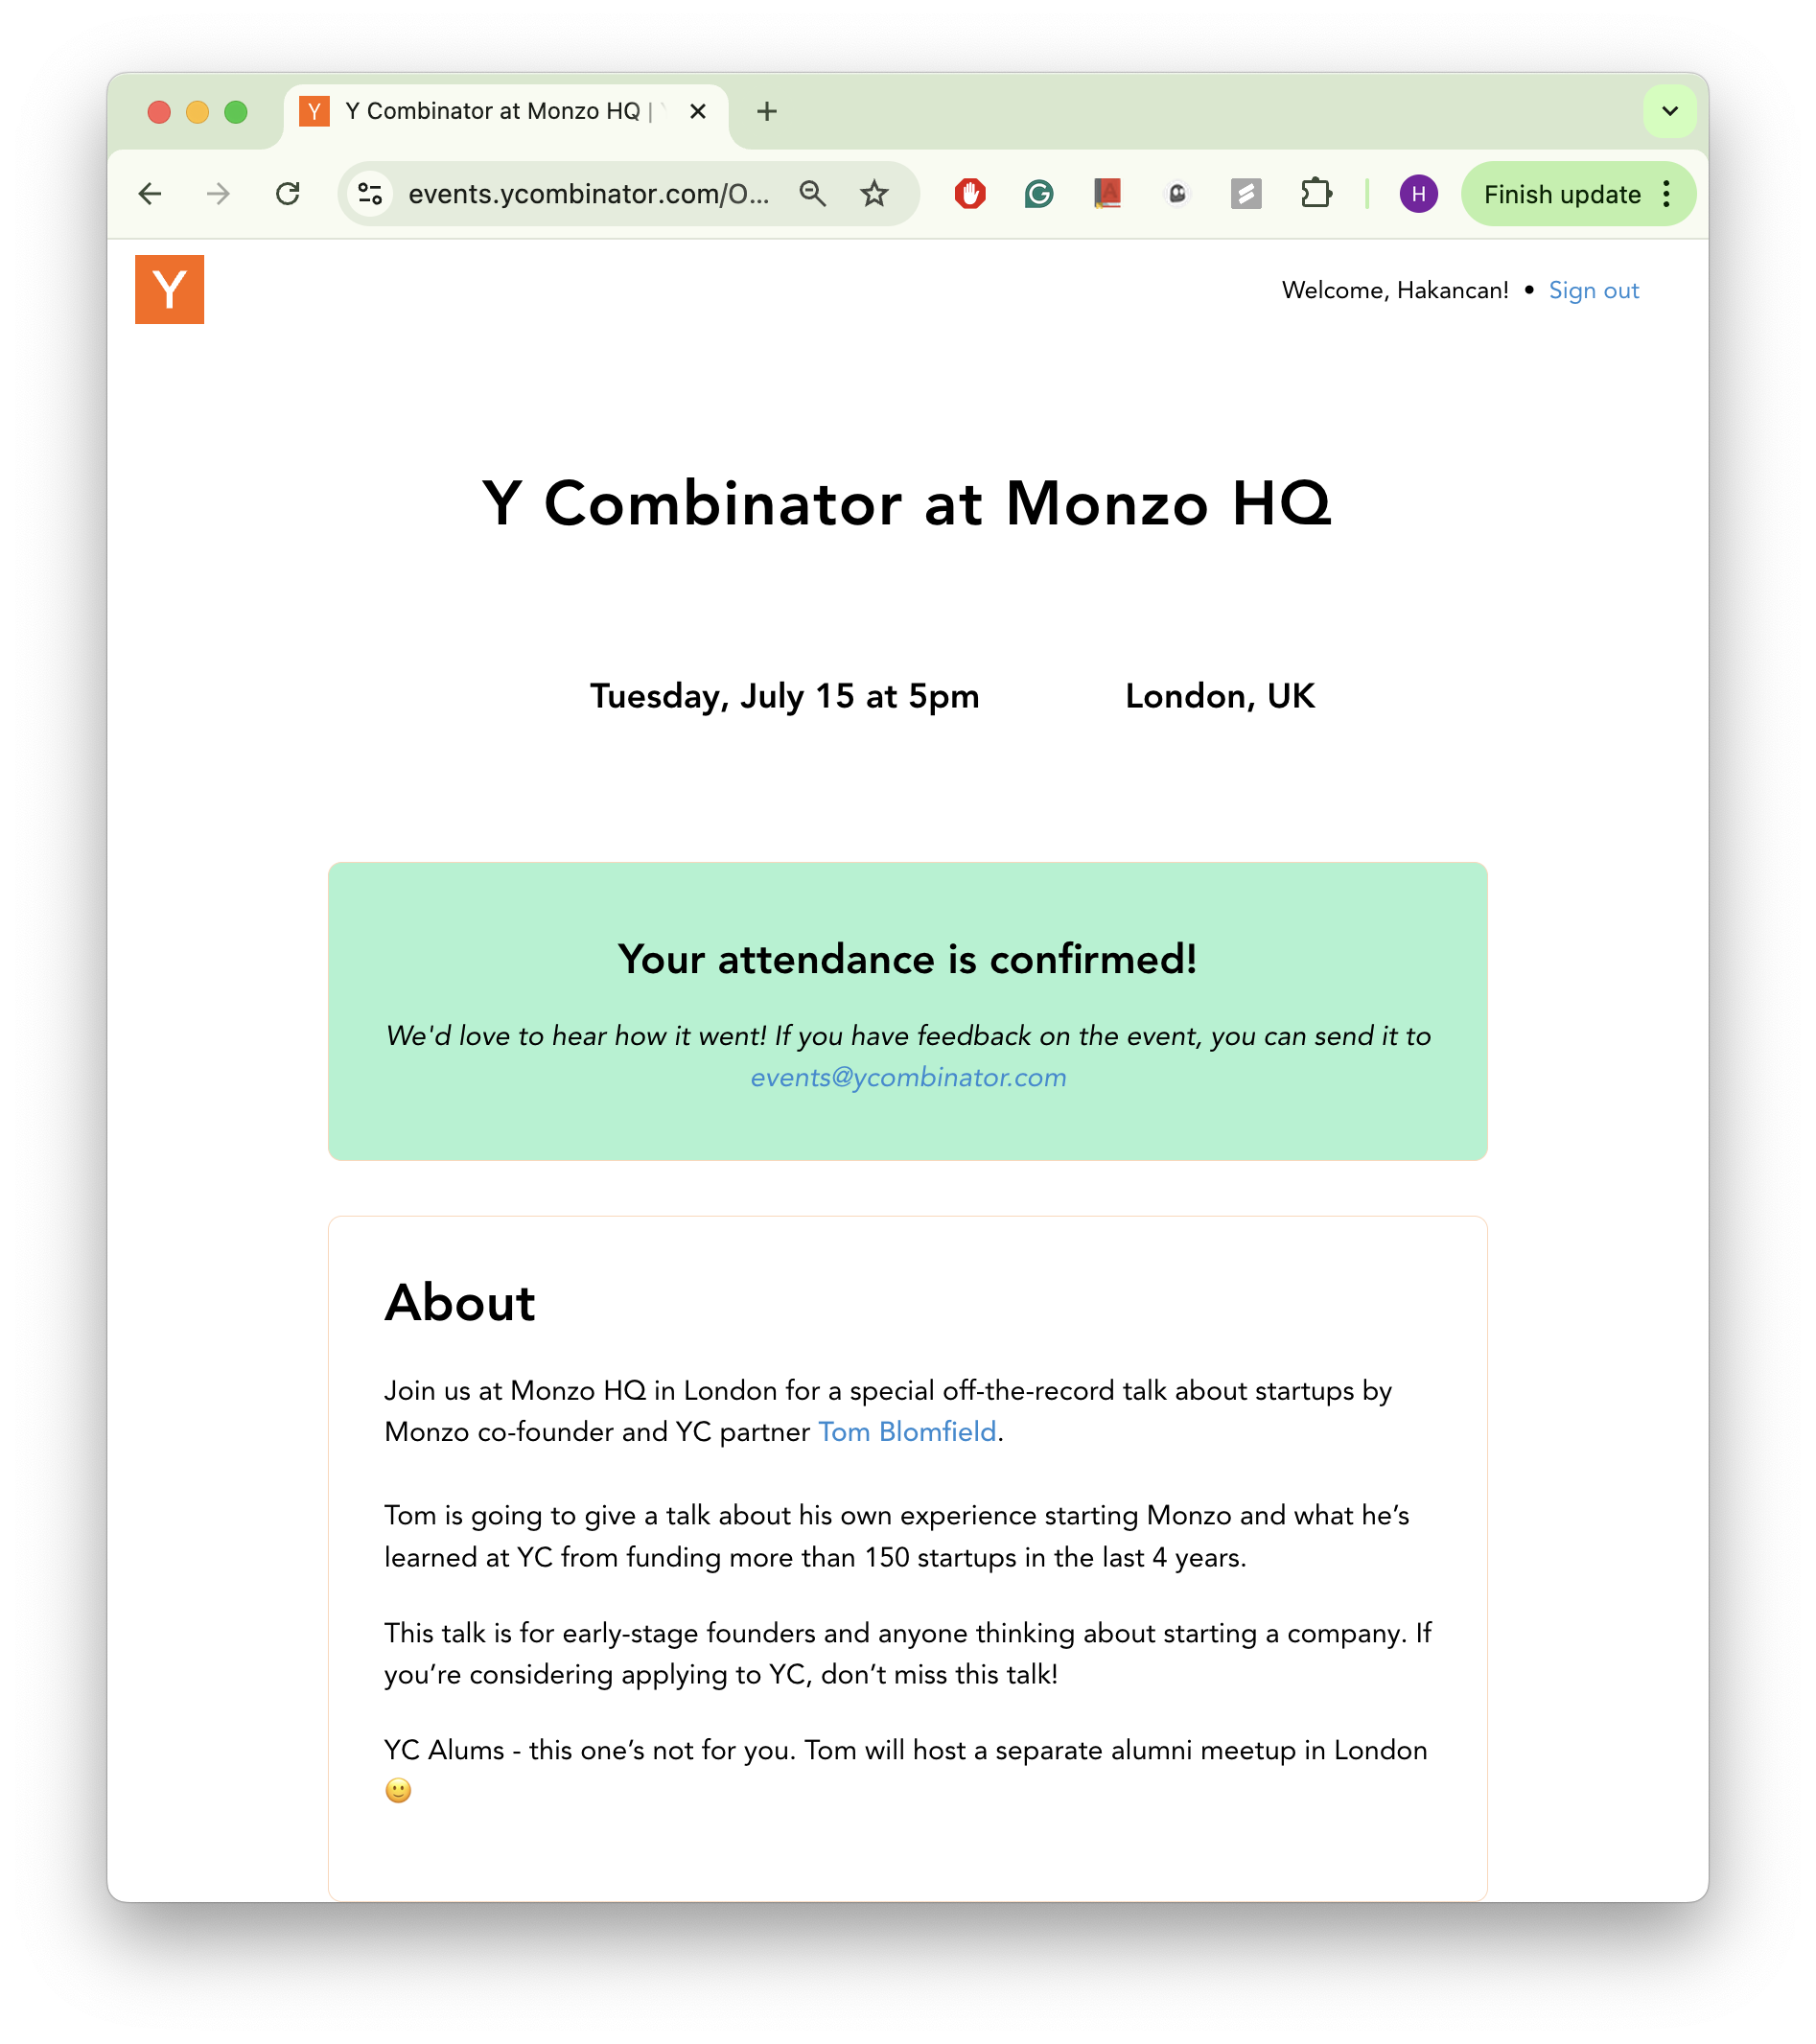 Y Combinator at Monzo HQ |
events.ycombinator.com/O...
H
Finish update
Y
Welcome, Hakancan! • Sign out
Y Combinator at Monzo HQ
Tuesday, July 15 at 5pm London, UK
Your attendance is confirmed!
We'd love to hear how it went! If you have feedback on the event, you can send it to
events@ycombinator.com
About
Join us at Monzo HQ in London for a special off-the-record talk about startups by
Monzo co-founder and YC partner Tom Blomfield.
Tom is going to give a talk about his own experience starting Monzo and what he’s
learned at YC from funding more than 150 startups in the last 4 years.
This talk is for early-stage founders and anyone thinking about starting a company. If
you’re considering applying to YC, don’t miss this talk!
YC Alums - this one’s not for you. Tom will host a separate alumni meetup in London
🙂